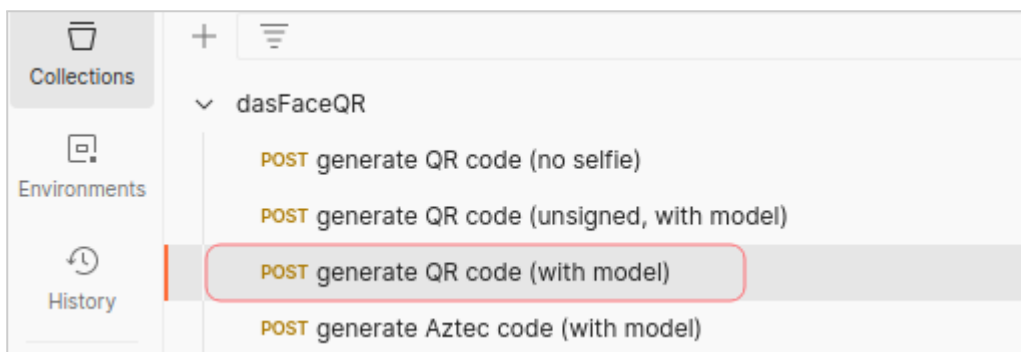 Collections
Environments
History
dasFaceQR
POST generate QR code (no selfie)
POST generate QR code (unsigned, with model)
POST generate QR code (with model)
POST generate Aztec code (with model)